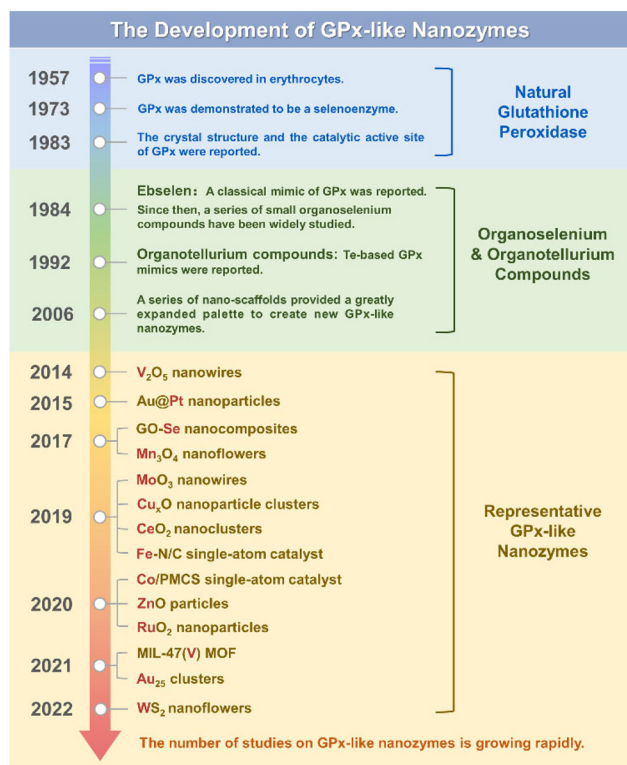 The Development of GPx-like Nanozymes
1957
GPx was discovered in erythrocytes.
1973
GPx was demonstrated to be a selenoenzyme.
1983
The crystal structure and the catalytic active site
of GPx were reported.
Natural
Glutathione
Peroxidase
1984
Ebselen: A classical mimic of GPx was reported.
Since then, a series of small organoselenium
compounds have been widely studied.
1992
Organotellurium compounds: Te-based GPx
mimics were reported.
2006
A series of nano-scaffolds provided a greatly
expanded palette to create new GPx-like
nanozymes.
Organoselenium
& Organotellurium
Compounds
2014
V₂O₅ nanowires
2015
Au@Pt nanoparticles
2017
GO-Se nanocomposites
Mn₃O₄ nanoflowers
2019
MoO₃ nanowires
CuₓO nanoparticle clusters
CeO₂ nanoclusters
Fe-N/C single-atom catalyst
2020
Co/PMCS single-atom catalyst
ZnO particles
RuO₂ nanoparticles
2021
MIL-47(V) MOF
Au₂₅ clusters
2022
WS₂ nanoflowers
Representative
GPx-like
Nanozymes
The number of studies on GPx-like nanozymes is growing rapidly.